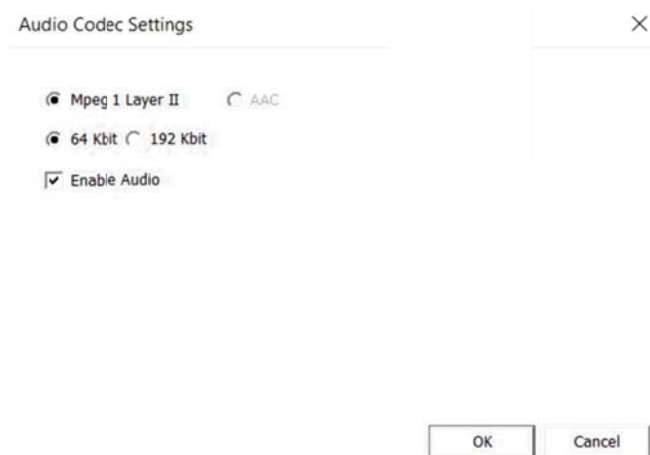 Audio Codec Settings
Mpeg 1 Layer II AAC
64 Kbit 192 Kbit
Enable Audio
OK Cancel